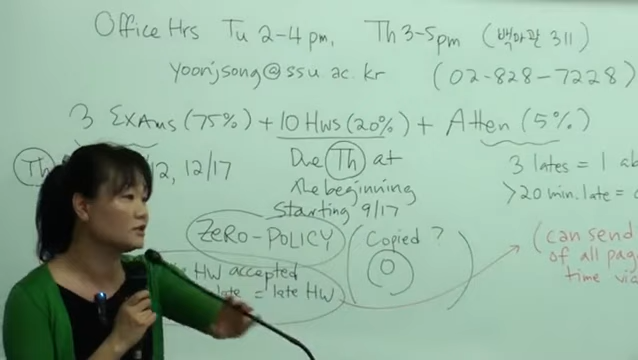 Office Hrs Tu 2-4 pm, Th 3-5pm (백마관 311)
yoonjsong@ssu.ac.kr (02-828-7228)
3 Exams (75%) + 10 HWs (20%) + Atten (5%)
Th /12, 12/17
Due Th at
the beginning
Starting 9/17
3 lates = 1 ab
>20 min. late =
ZERO-POLICY
HW accepted
late = late HW
Copied?
0
(can send
of all pag
time via